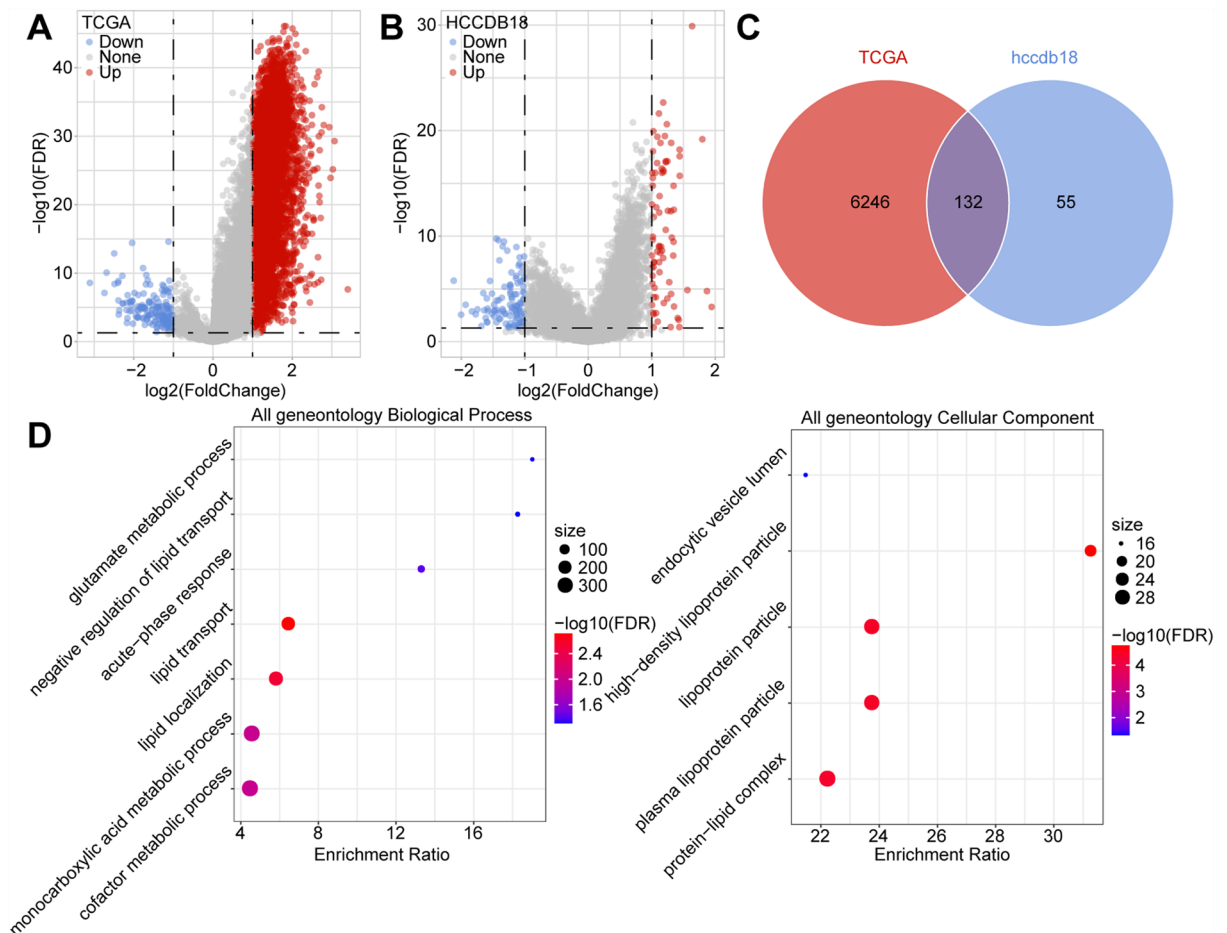 A
TCGA
Down
None
Up
−log10(FDR)
40
30
20
10
0
−2
0
2
log2(FoldChange)
B
HCCDB18
Down
None
Up
−log10(FDR)
30
20
10
0
−2
−1
0
1
2
log2(FoldChange)
C
TCGA
hccdb18
6246
132
55
D
All geneontology Biological Process
glutamate metabolic process
negative regulation of lipid transport
acute−phase response
lipid transport
lipid localization
monocarboxylic acid metabolic process
cofactor metabolic process
4
8
12
16
Enrichment Ratio
size
100
200
300
−log10(FDR)
2.4
2.0
1.6
All geneontology Cellular Component
endocytic vesicle lumen
high−density lipoprotein particle
lipoprotein particle
plasma lipoprotein particle
protein−lipid complex
22
24
26
28
30
Enrichment Ratio
size
16
20
24
28
−log10(FDR)
4
3
2